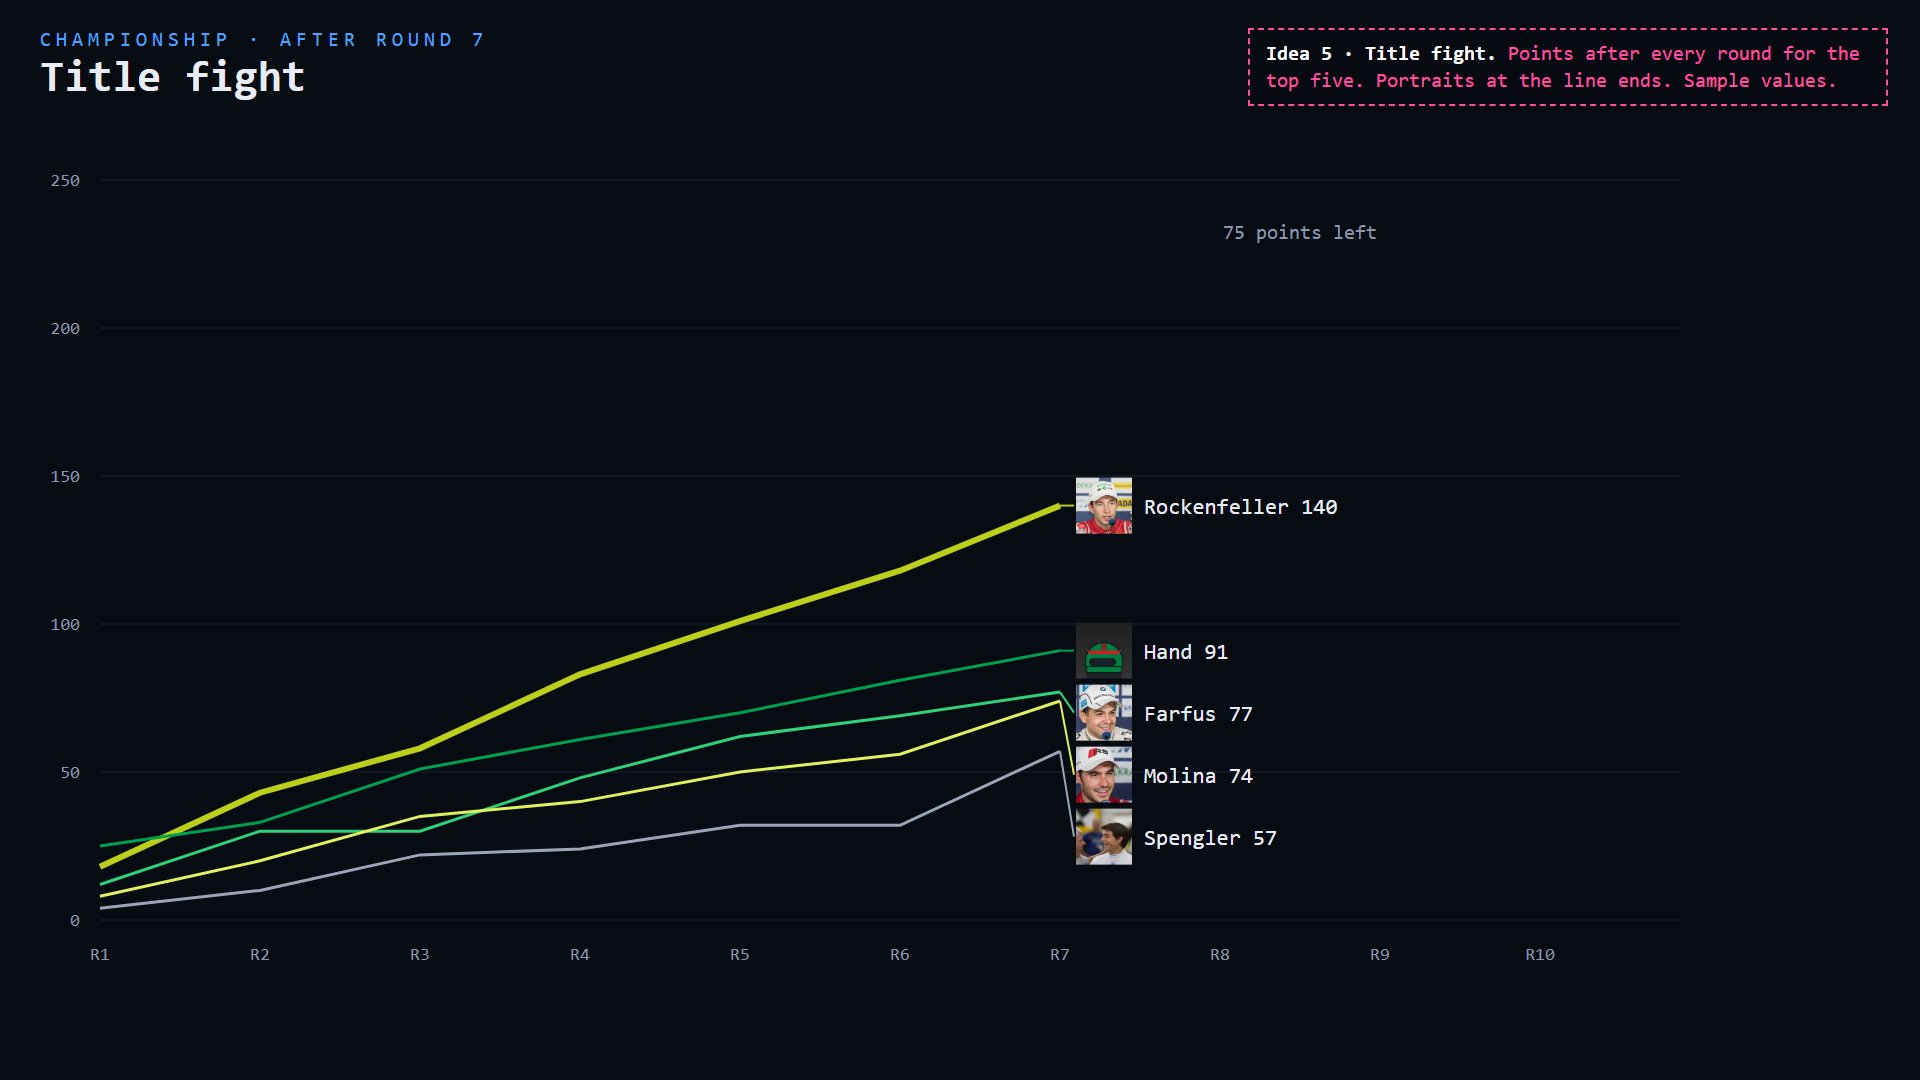 CHAMPIONSHIP · AFTER ROUND 7
Title fight
Idea 5 · Title fight. Points after every round for the
top five. Portraits at the line ends. Sample values.
250
75 points left
200
150
Rockenfeller 140
100
Hand 91
Farfus 77
50
Molina 74
Spengler 57
0
R1 R2 R3 R4 R5 R6 R7 R8 R9 R10